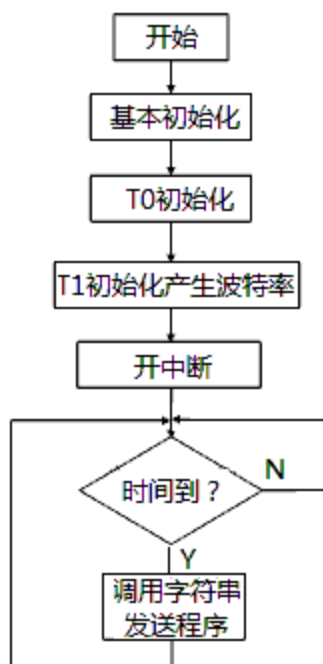 开始
基本初始化
T0初始化
T1初始化产生波特率
开中断
时间到？
N
Y
调用字符串
发送程序